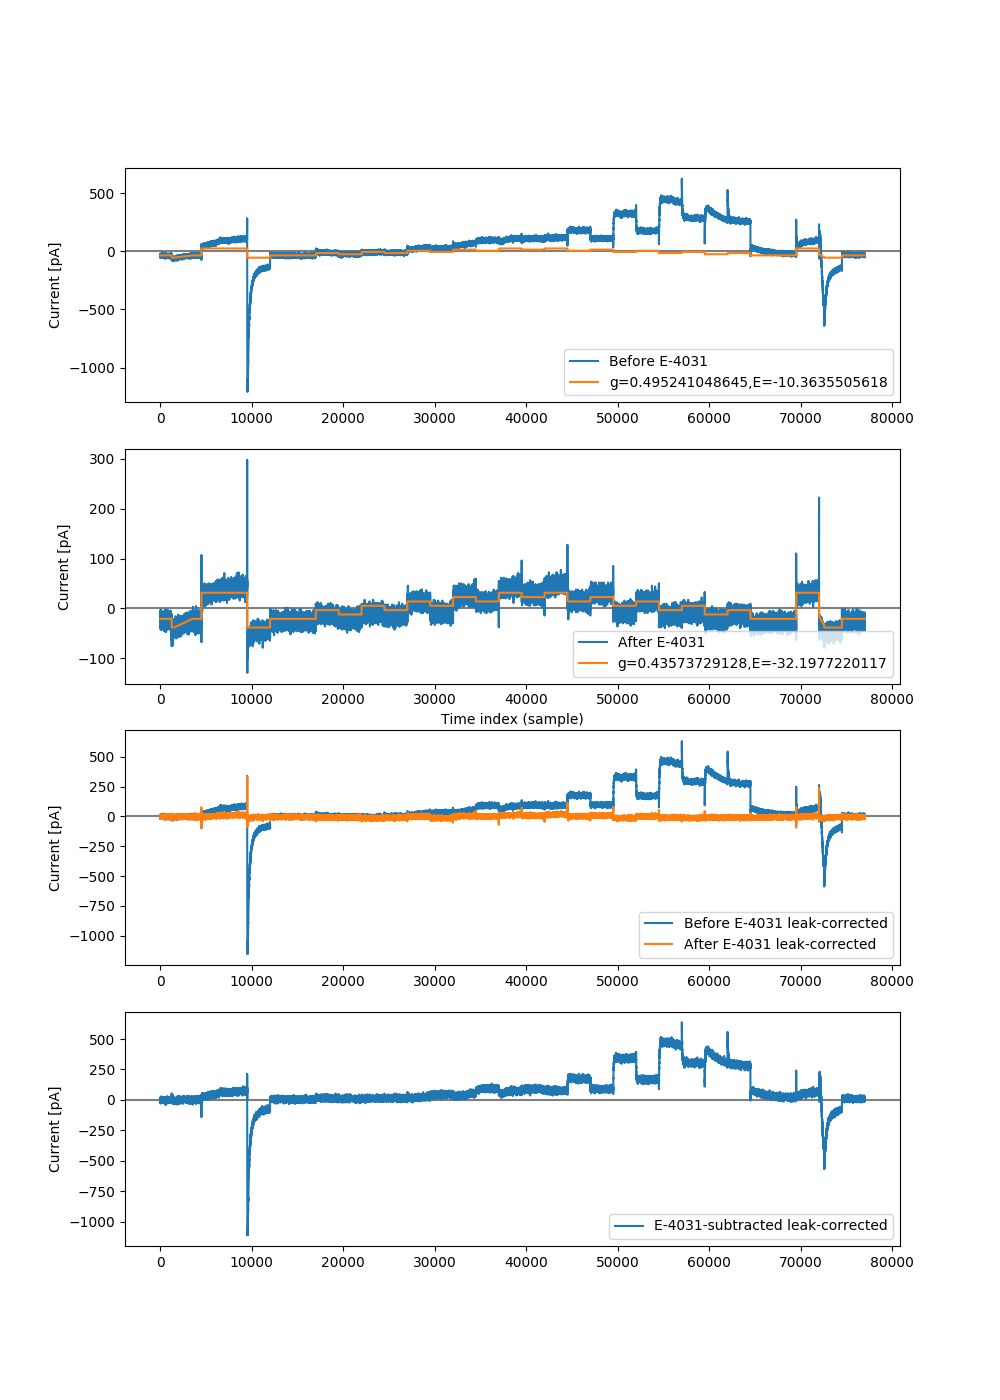 500
0
−500
−1000
Current [pA]
Before E-4031
g=0.495241048645,E=-10.3635505618
0 10000 20000 30000 40000 50000 60000 70000 80000
300
200
100
0
−100
Current [pA]
After E-4031
g=0.43573729128,E=-32.1977220117
0 10000 20000 30000 40000 50000 60000 70000 80000
Time index (sample)
500
250
0
−250
−500
−750
−1000
Current [pA]
Before E-4031 leak-corrected
After E-4031 leak-corrected
0 10000 20000 30000 40000 50000 60000 70000 80000
500
250
0
−250
−500
−750
−1000
Current [pA]
E-4031-subtracted leak-corrected
0 10000 20000 30000 40000 50000 60000 70000 80000